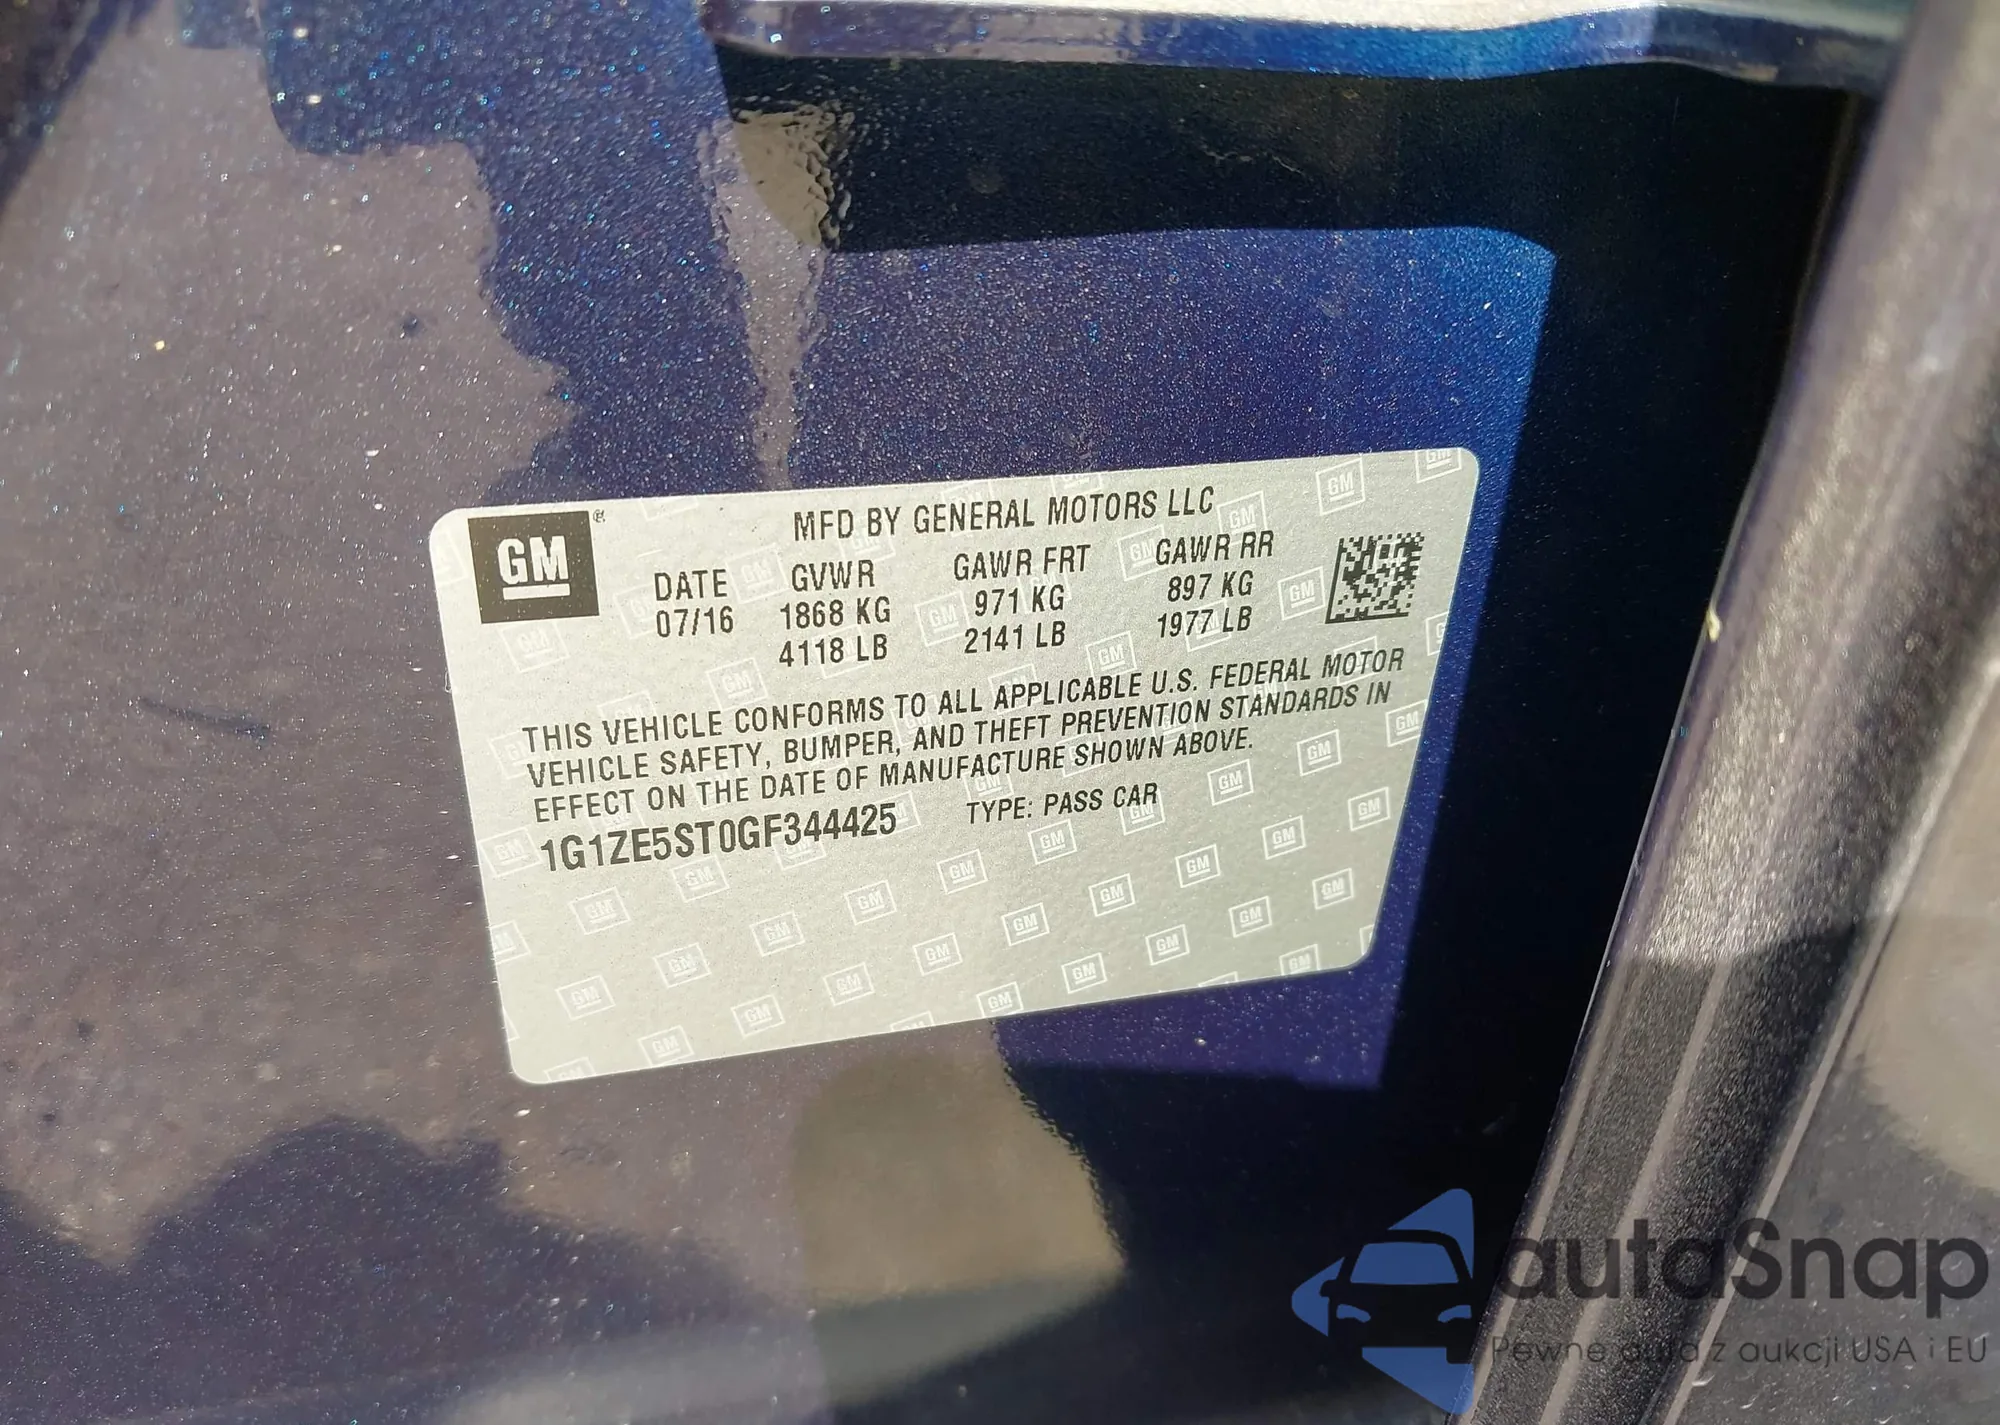 GM®
MFD BY GENERAL MOTORS LLC
DATE GVWR GAWR FRT GAWR RR
07/16 1868 KG 971 KG 897 KG
4118 LB 2141 LB 1977 LB
THIS VEHICLE CONFORMS TO ALL APPLICABLE U.S. FEDERAL MOTOR
VEHICLE SAFETY, BUMPER, AND THEFT PREVENTION STANDARDS IN
EFFECT ON THE DATE OF MANUFACTURE SHOWN ABOVE.
1G1ZE5ST0GF344425 TYPE: PASS CAR
autaSnap
Pewne auta z aukcji USA i EU